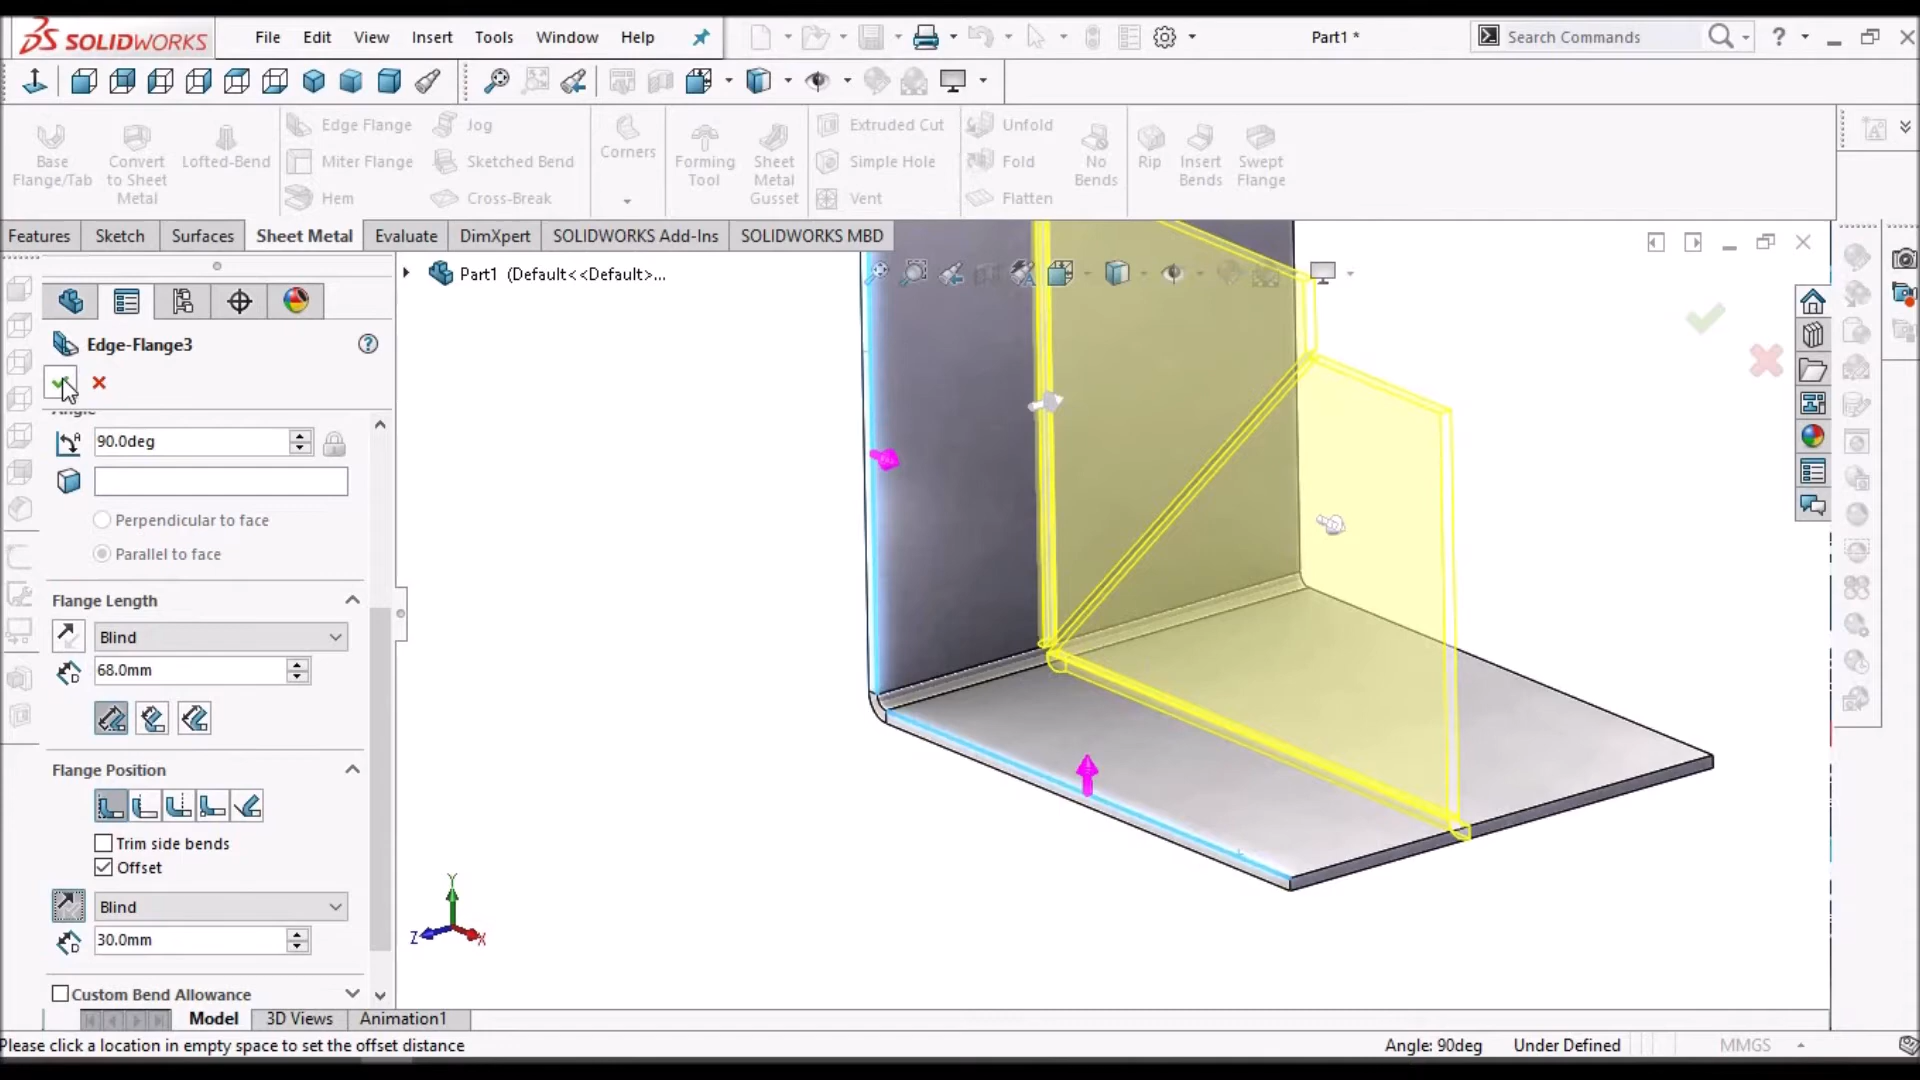 SOLIDWORKS File Edit View Insert Tools Window Help Part1 * Search Commands ?
Base Flange/Tab
Convert to Sheet Metal
Lofted-Bend
Edge Flange
Miter Flange
Hem
Jog
Sketched Bend
Cross-Break
Corners
Forming Tool
Sheet Metal Gusset
Extruded Cut
Simple Hole
Vent
Unfold
Fold
Flatten
No Bends
Rip
Insert Bends
Swept Flange
Features Sketch Surfaces Sheet Metal Evaluate DimXpert SOLIDWORKS Add-Ins SOLIDWORKS MBD
Part1 (Default<<Default>...
Edge-Flange3
Angle
90.0deg
Perpendicular to face
Parallel to face
Flange Length
Blind
68.0mm
Flange Position
Trim side bends
Offset
Blind
30.0mm
Custom Bend Allowance
Y
Z
X
Model 3D Views Animation1
Please click a location in empty space to set the offset distance Angle: 90deg Under Defined MMGS